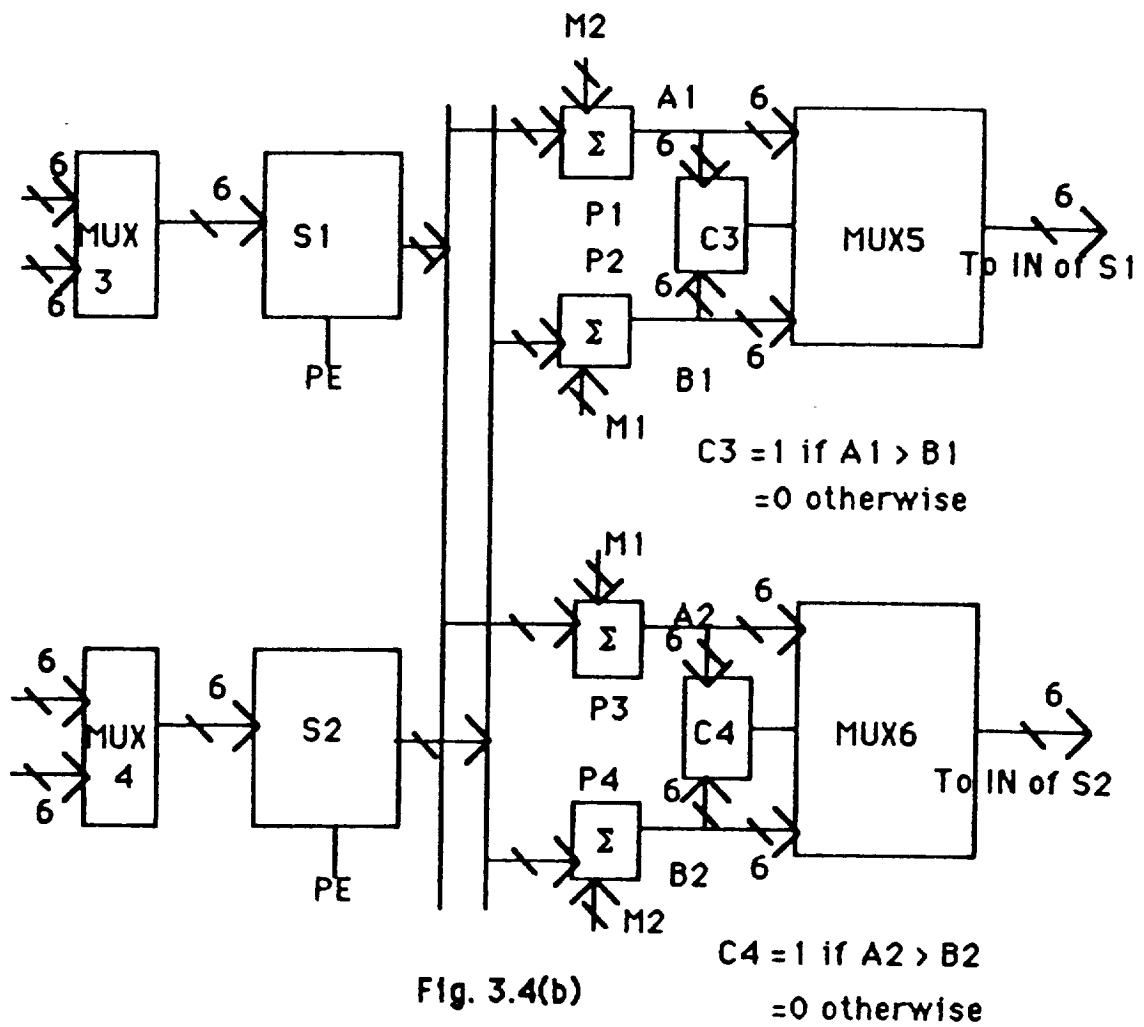 M2
A1
6
6
Σ
6
6
MUX
3
6
S1
P1
P2
C3
MUX5
6
To IN of S1
6
6
Σ
6
PE
B1
M1
C3 = 1 if A1 > B1
=0 otherwise
M1
6
A2
6
Σ
6
6
MUX
4
6
S2
P3
P4
C4
MUX6
6
To IN of S2
6
6
Σ
6
PE
B2
M2
C4 = 1 if A2 > B2
=0 otherwise
Fig. 3.4(b)